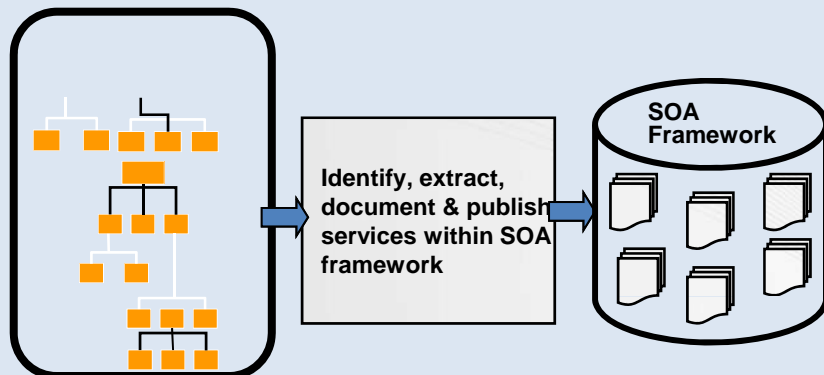 Identify, extract,
document & publish
services within SOA
framework
SOA
Framework